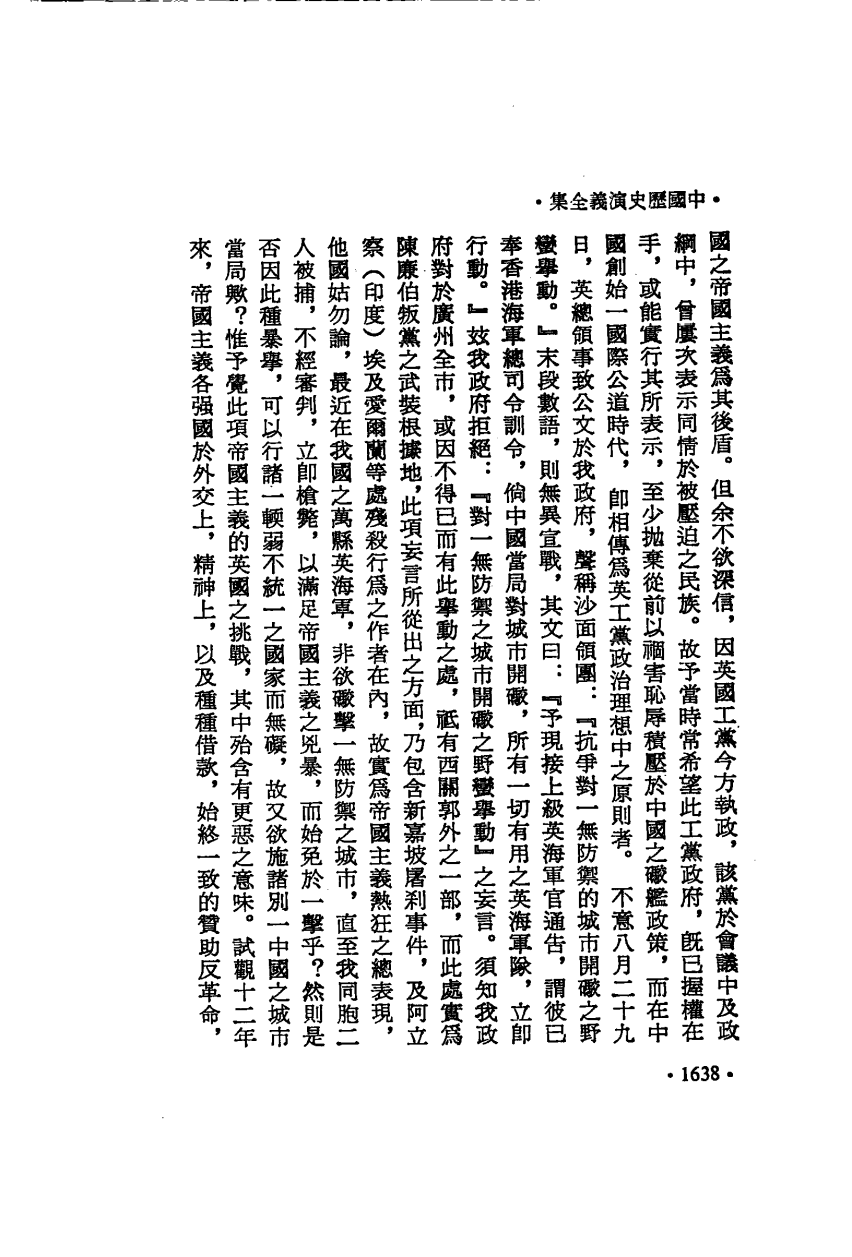 •中國歷史演義全集•
國之帝國主義爲其後盾。但余不欲深信，因英國工黨今方執政，該黨於會議中及政
綱中，曾屢次表示同情於被壓迫之民族。故予當時常希望此工黨政府，旣已握權在
手，或能實行其所表示，至少抛棄從前以禍害恥辱積壓於中國之礮艦政策，而在中
國創始一國際公道時代，卽相傳爲英工黨政治理想中之原則者。不意八月二十九
日，英總領事致公文於我政府，聲稱沙面領團：『抗爭對一無防禦的城市開礮之野
蠻舉動。』末段數語，則無異宣戰，其文曰：『予現接上級英海軍官通告，謂彼已
奉香港海軍總司令訓令，倘中國當局對城市開礮，所有一切有用之英海軍隊，立卽
行動。』玆我政府拒絕：『對一無防禦之城市開礮之野蠻舉動』之妄言。須知我政
府對於廣州全市，或因不得已而有此舉動之處，祗有西關郭外之一部，而此處實爲
陳廉伯叛黨之武裝根據地，此項妄言所從出之方面，乃包含新嘉坡屠刹事件，及阿立
察（印度）埃及愛爾蘭等處殘殺行爲之作者在內，故實爲帝國主義熱狂之總表現，
他國姑勿論，最近在我國之萬縣英海軍，非欲礮擊一無防禦之城市，直至我同胞二
人被捕，不經審判，立卽槍斃，以滿足帝國主義之兇暴，而始免於一擊乎？然則是
否因此種暴舉，可以行諸一輭弱不統一之國家而無礙，故又欲施諸別一中國之城市
當局歟？惟予覺此項帝國主義的英國之挑戰，其中殆含有更惡之意味。試觀十二年
來，帝國主義各强國於外交上，精神上，以及種種借款，始終一致的贊助反革命，
•1638•